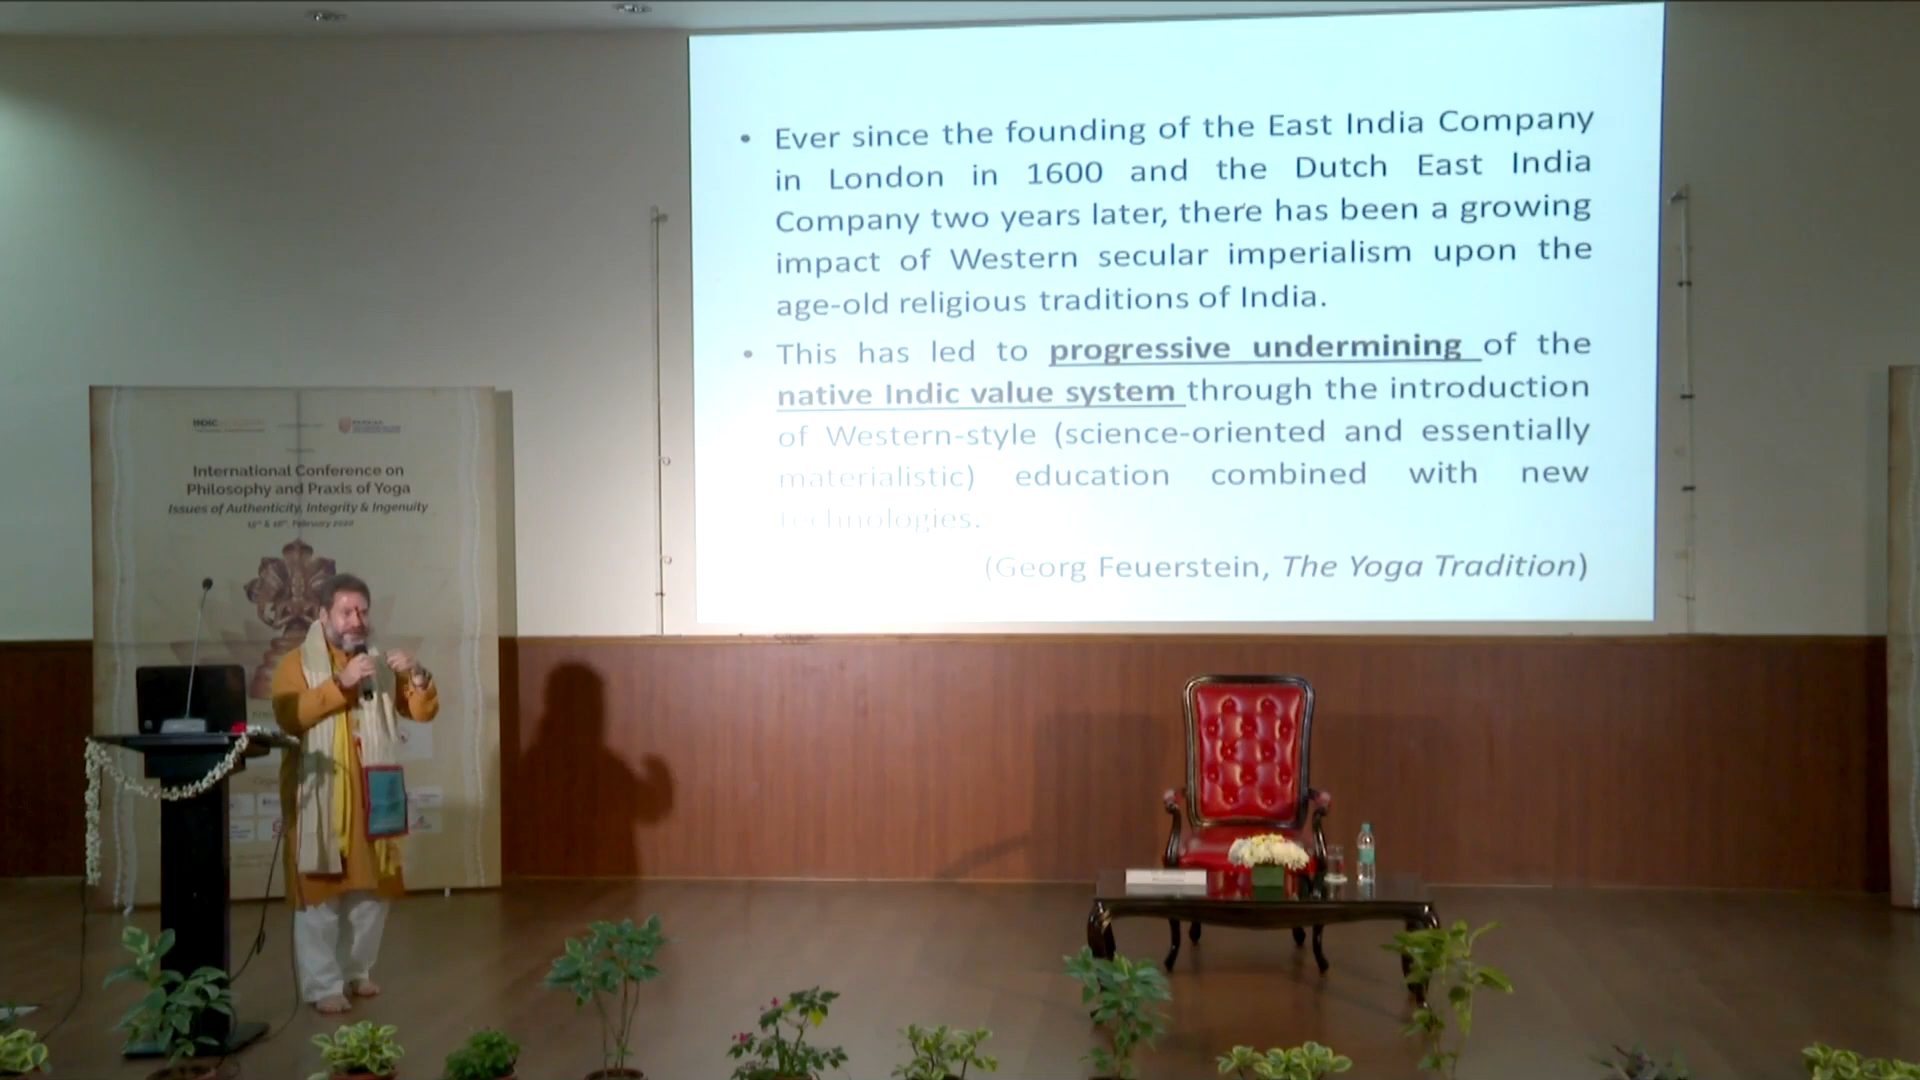 • Ever since the founding of the East India Company
in London in 1600 and the Dutch East India
Company two years later, there has been a growing
impact of Western secular imperialism upon the
age-old religious traditions of India.
• This has led to progressive undermining of the
native Indic value system through the introduction
of Western-style (science-oriented and essentially
materialistic) education combined with new
technologies.
(Georg Feuerstein, The Yoga Tradition)
INDIC
International Conference on
Philosophy and Praxis of Yoga
Issues of Authenticity, Integrity & Ingenuity
February 2020